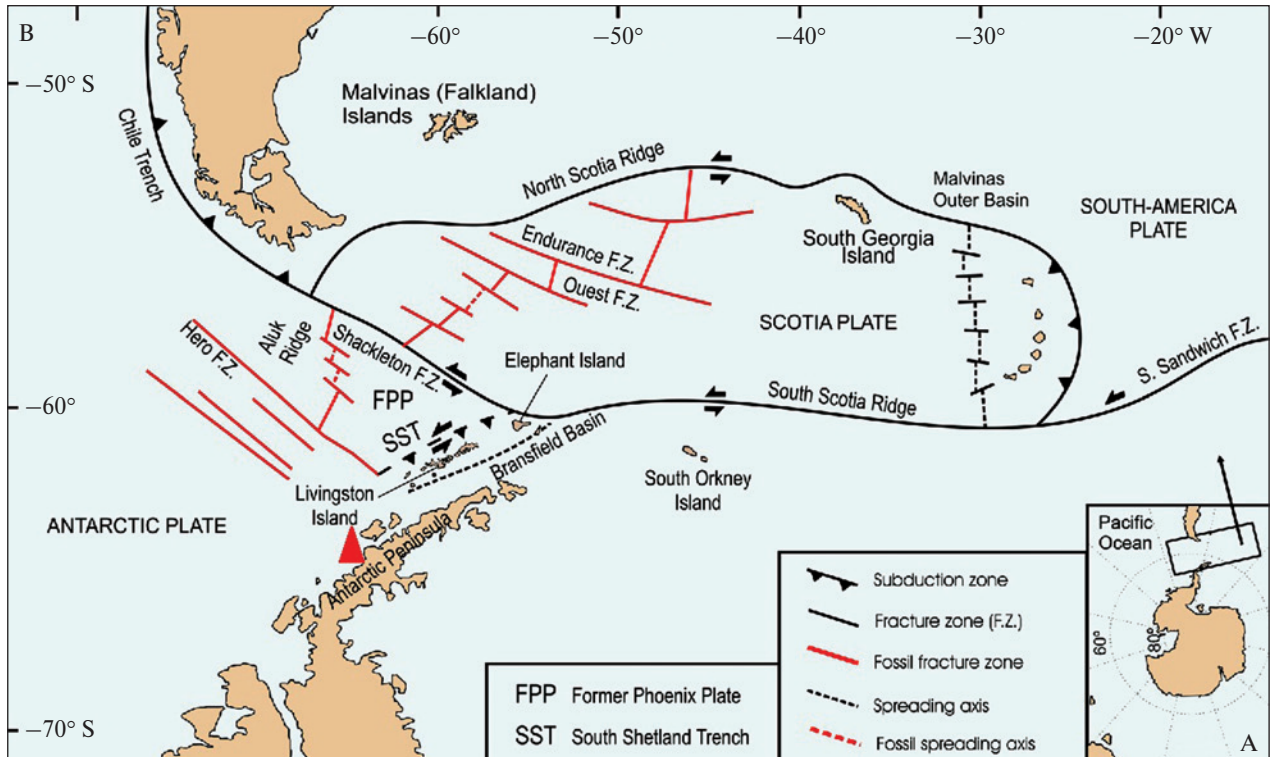 B
−60°
−50°
−40°
−30°
−20° W
−50° S
−60°
−70°
Malvinas (Falkland)
Islands
Chile Trench
North Scotia Ridge
Malvinas
Outer Basin
SOUTH-AMERICA
PLATE
South Georgia
Island
Endurance F.Z.
Ouest F.Z.
SCOTIA PLATE
Aluk
Ridge
Hero F.Z.
Shackleton F.Z.
Elephant Island
S. Sandwich F.Z.
FPP
SST
South Scotia Ridge
Bransfield Basin
Livingston
Island
South Orkney
Island
ANTARCTIC PLATE
Antarctic Peninsula
FPP Former Phoenix Plate
SST South Shetland Trench
Subduction zone
Fracture zone (F.Z.)
Fossil fracture zone
Spreading axis
Fossil spreading axis
Pacific
Ocean
60°
80°
A